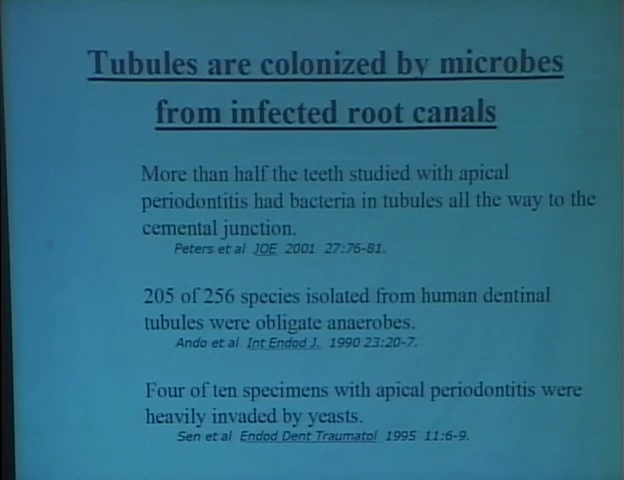 Tubules are colonized by microbes
from infected root canals
More than half the teeth studied with apical
periodontitis had bacteria in tubules all the way to the
cemental junction.
Peters et al JOE 2001 27:76-81.
205 of 256 species isolated from human dentinal
tubules were obligate anaerobes.
Ando et al Int Endod J. 1990 23:20-7.
Four of ten specimens with apical periodontitis were
heavily invaded by yeasts.
Sen et al Endod Dent Traumatol 1995 11:6-9.